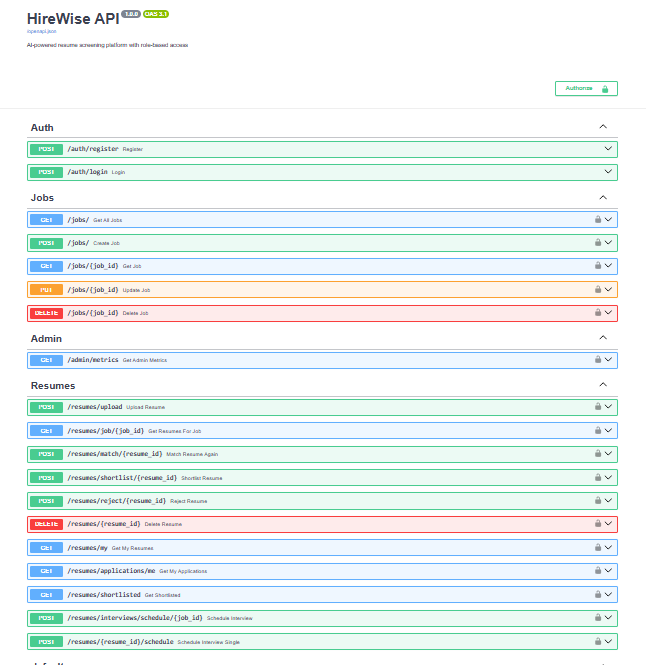 HireWise API 1.0.0 OAS 3.1
/openapi.json
AI-powered resume screening platform with role-based access
Authorize
Auth
POST /auth/register Register
POST /auth/login Login
Jobs
GET /jobs/ Get All Jobs
POST /jobs/ Create Job
GET /jobs/{job_id} Get Job
PUT /jobs/{job_id} Update Job
DELETE /jobs/{job_id} Delete Job
Admin
GET /admin/metrics Get Admin Metrics
Resumes
POST /resumes/upload Upload Resume
GET /resumes/job/{job_id} Get Resumes For Job
POST /resumes/match/{resume_id} Match Resume Again
POST /resumes/shortlist/{resume_id} Shortlist Resume
POST /resumes/reject/{resume_id} Reject Resume
DELETE /resumes/{resume_id} Delete Resume
GET /resumes/my Get My Resumes
GET /resumes/applications/me Get My Applications
GET /resumes/shortlisted Get Shortlisted
POST /resumes/interviews/schedule/{job_id} Schedule Interview
POST /resumes/{resume_id}/schedule Schedule Interview Single